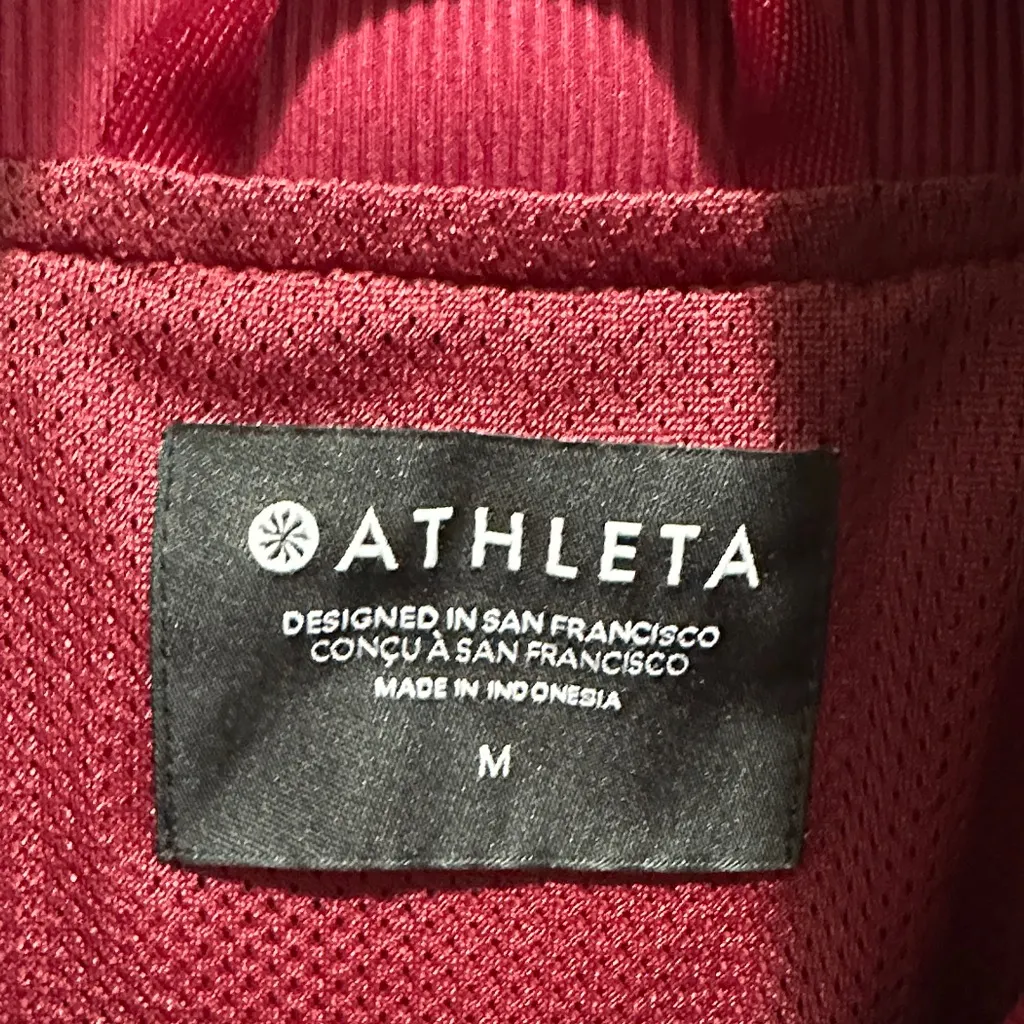 ATHLETA
DESIGNED IN SAN FRANCISCO
CONÇU À SAN FRANCISCO
MADE IN INDONESIA
M